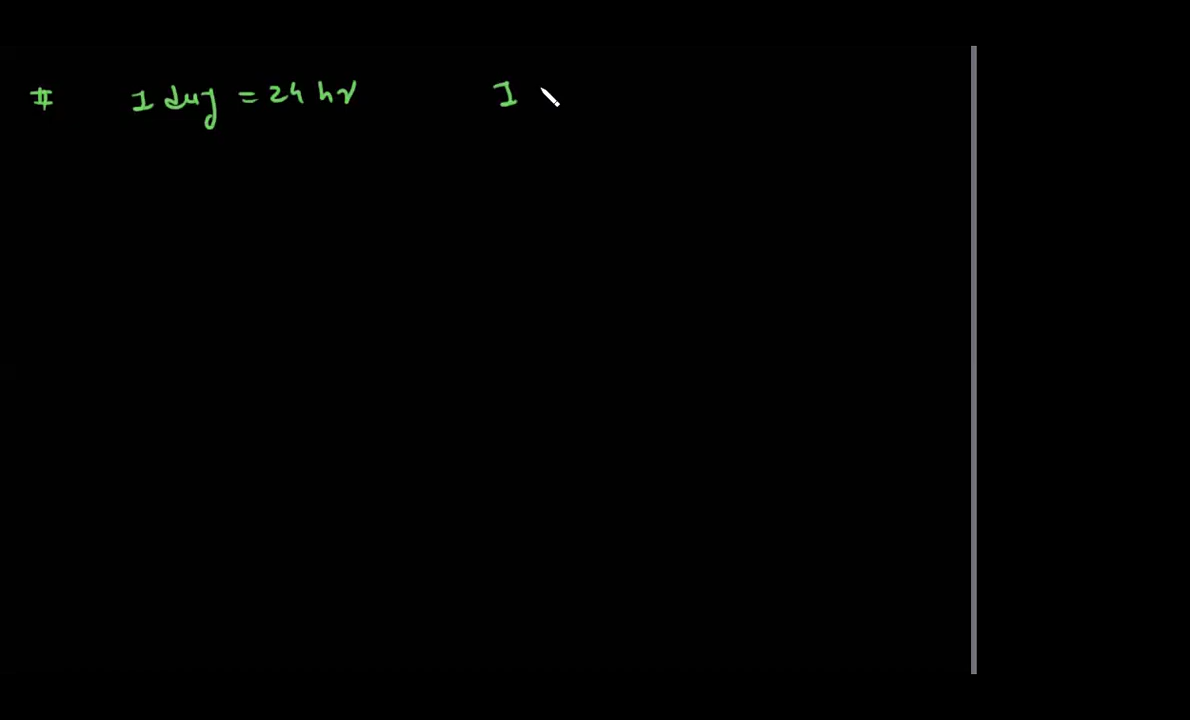 # 1 day = 24 hr 1